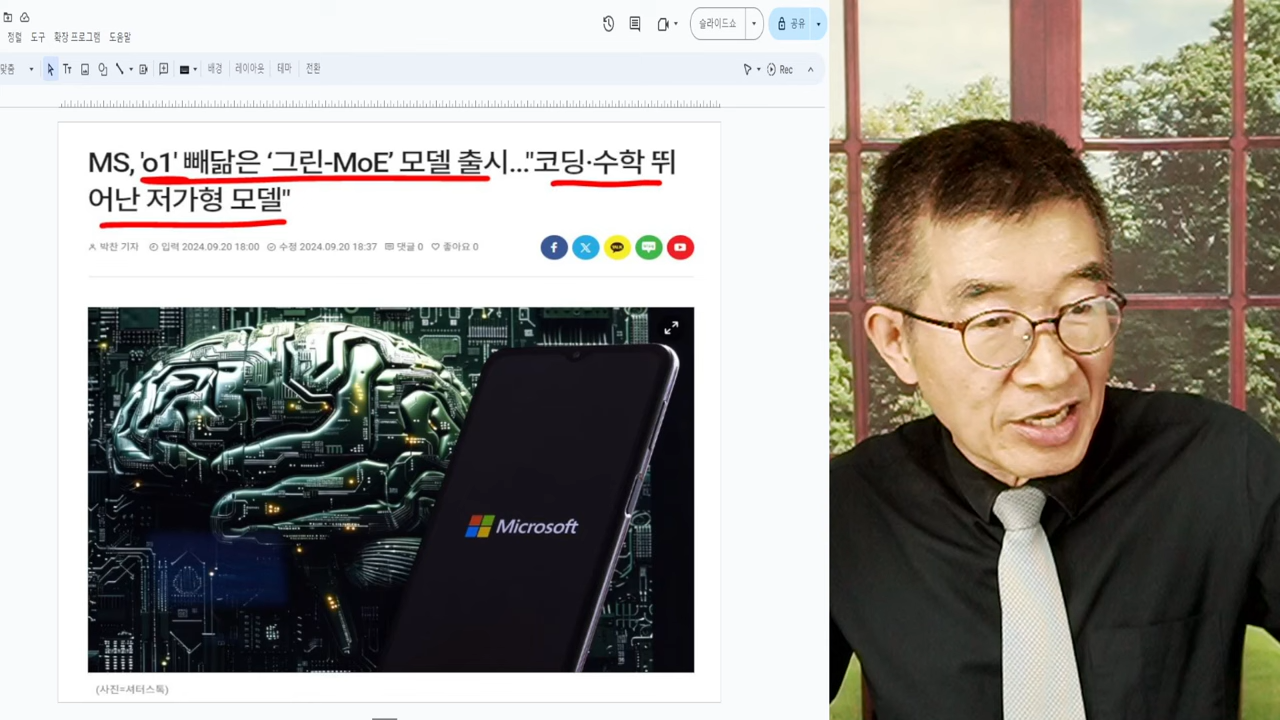 정렬 도구 확장 프로그램 도움말
슬라이드쇼
공유
맞춤
Tт
배경 레이아웃 테마 전환
Rec
MS, 'o1' 빼닮은 ‘그린-MoE’ 모델 출시..."코딩·수학 뛰
어난 저가형 모델"
박찬 기자 입력 2024.09.20 18:00 수정 2024.09.20 18:37 댓글 0 좋아요 0
TALK
Microsoft
(사진=셔터스톡)